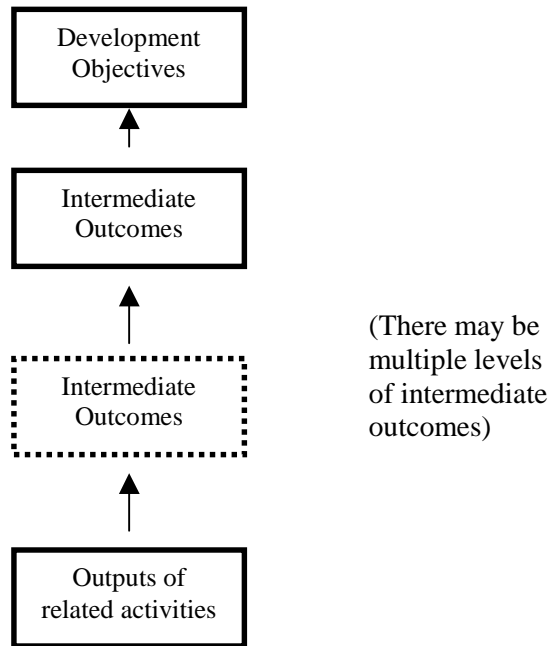 Development
Objectives
Intermediate
Outcomes
(There may be
multiple levels
of intermediate
outcomes)
Intermediate
Outcomes
Outputs of
related activities